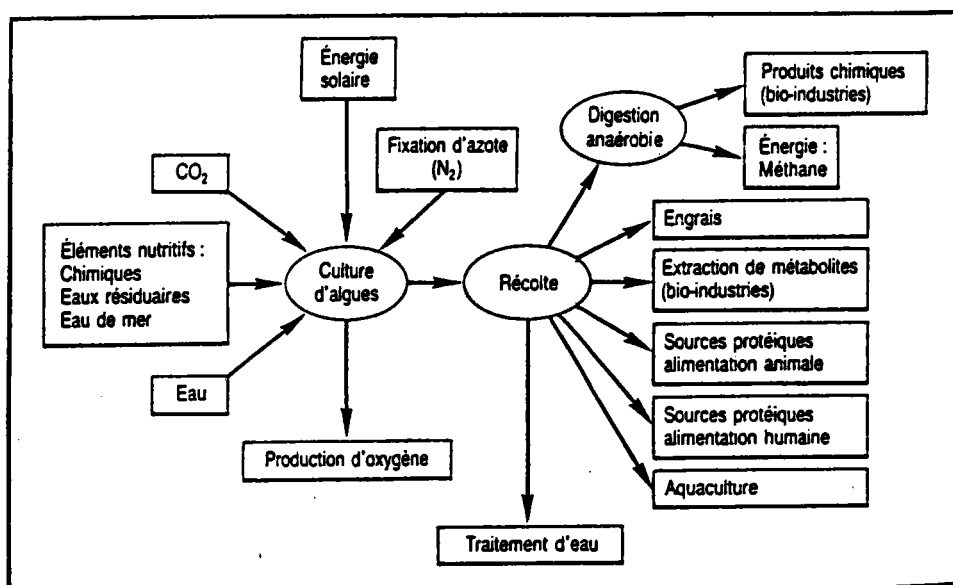 Énergie
solaire
Fixation d'azote
(N₂)
CO₂
Éléments nutritifs :
Chimiques
Eaux résiduaires
Eau de mer
Eau
Culture
d'algues
Production d'oxygène
Récolte
Digestion
anaérobie
Produits chimiques
(bio-industries)
Énergie :
Méthane
Engrais
Extraction de métabolites
(bio-industries)
Sources protéiques
alimentation animale
Sources protéiques
alimentation humaine
Aquaculture
Traitement d'eau